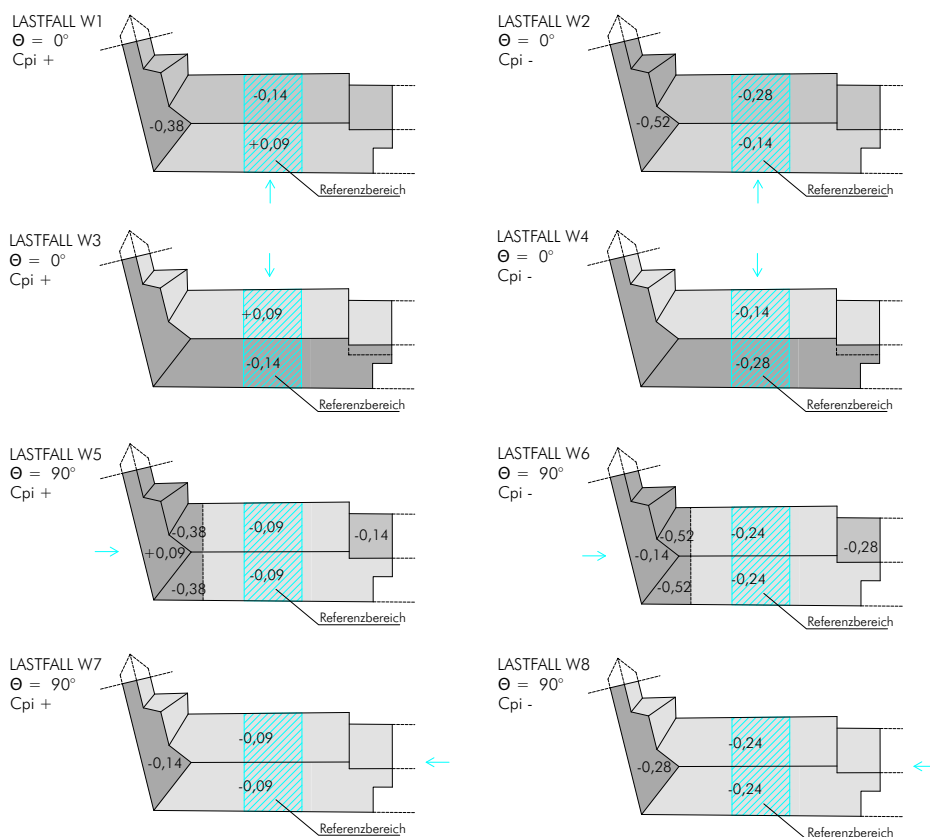 LASTFALL W1
Θ = 0°
Cpi +
-0,14
-0,38
+0,09
Referenzbereich
LASTFALL W2
Θ = 0°
Cpi -
-0,28
-0,52
-0,14
Referenzbereich
LASTFALL W3
Θ = 0°
Cpi +
+0,09
-0,14
Referenzbereich
LASTFALL W4
Θ = 0°
Cpi -
-0,14
-0,28
Referenzbereich
LASTFALL W5
Θ = 90°
Cpi +
-0,38
-0,09
-0,14
+0,09
-0,38
-0,09
Referenzbereich
LASTFALL W6
Θ = 90°
Cpi -
-0,52
-0,24
-0,28
-0,14
-0,52
-0,24
Referenzbereich
LASTFALL W7
Θ = 90°
Cpi +
-0,09
-0,14
-0,09
Referenzbereich
LASTFALL W8
Θ = 90°
Cpi -
-0,24
-0,28
-0,24
Referenzbereich